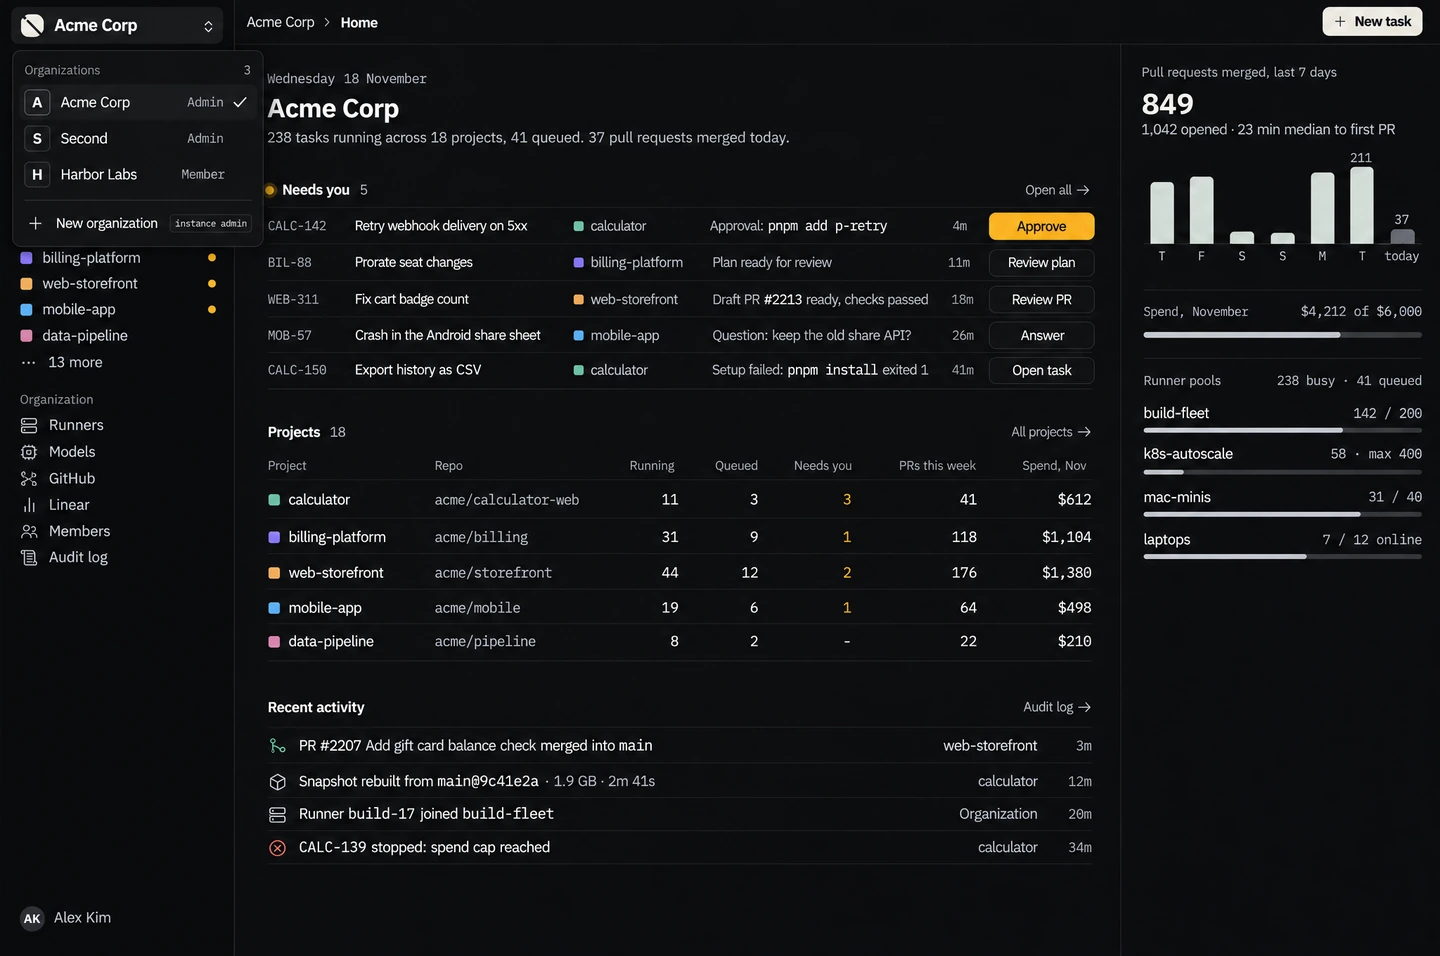 Acme Corp
Acme Corp > Home
+ New task
Organizations 3
A Acme Corp Admin
S Second Admin
H Harbor Labs Member
+ New organization instance admin
billing-platform
web-storefront
mobile-app
data-pipeline
··· 13 more
Organization
Runners
Models
GitHub
Linear
Members
Audit log
AK Alex Kim
Wednesday 18 November
Acme Corp
238 tasks running across 18 projects, 41 queued. 37 pull requests merged today.
Needs you 5 Open all →
CALC-142 Retry webhook delivery on 5xx calculator Approval: pnpm add p-retry 4m Approve
BIL-88 Prorate seat changes billing-platform Plan ready for review 11m Review plan
WEB-311 Fix cart badge count web-storefront Draft PR #2213 ready, checks passed 18m Review PR
MOB-57 Crash in the Android share sheet mobile-app Question: keep the old share API? 26m Answer
CALC-150 Export history as CSV calculator Setup failed: pnpm install exited 1 41m Open task
Projects 18 All projects →
Project Repo Running Queued Needs you PRs this week Spend, Nov
calculator acme/calculator-web 11 3 3 41 $612
billing-platform acme/billing 31 9 1 118 $1,104
web-storefront acme/storefront 44 12 2 176 $1,380
mobile-app acme/mobile 19 6 1 64 $498
data-pipeline acme/pipeline 8 2 - 22 $210
Recent activity Audit log →
PR #2207 Add gift card balance check merged into main web-storefront 3m
Snapshot rebuilt from main@9c41e2a · 1.9 GB · 2m 41s calculator 12m
Runner build-17 joined build-fleet Organization 20m
CALC-139 stopped: spend cap reached calculator 34m
Pull requests merged, last 7 days
849
1,042 opened · 23 min median to first PR
211
37
T F S S M T today
Spend, November $4,212 of $6,000
Runner pools 238 busy · 41 queued
build-fleet 142 / 200
k8s-autoscale 58 · max 400
mac-minis 31 / 40
laptops 7 / 12 online